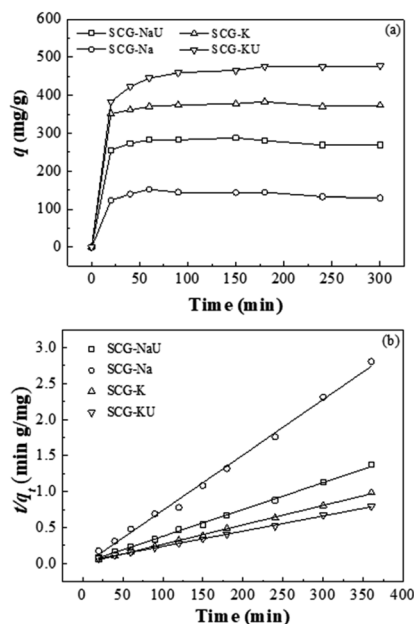 SCG-NaU SCG-K
SCG-Na SCG-KU
(a)
600
500
400
300
200
100
0
q (mg/g)
0 50 100 150 200 250 300
Time (min)
(b)
SCG-NaU
SCG-Na
SCG-K
SCG-KU
3.0
2.5
2.0
1.5
1.0
0.5
0.0
t/qt (min g/mg)
0 50 100 150 200 250 300 350 400
Time (min)